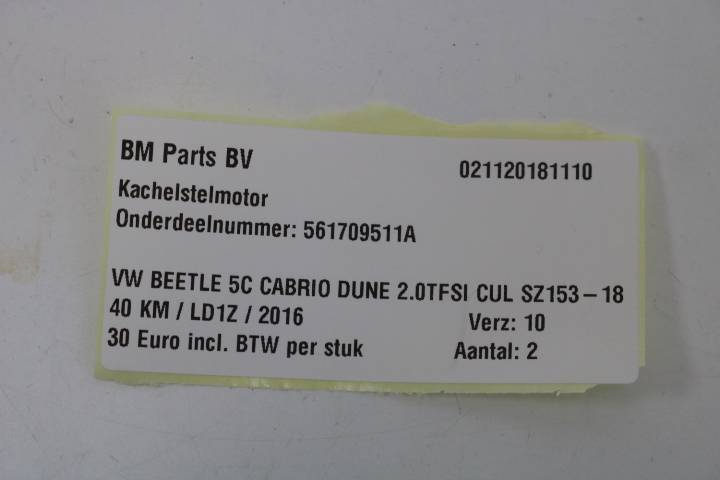 BM Parts BV 021120181110
Kachelstelmotor
Onderdeelnummer: 561709511A
VW BEETLE 5C CABRIO DUNE 2.0TFSI CUL SZ153-18
40 KM / LD1Z / 2016 Verz: 10
30 Euro incl. BTW per stuk Aantal: 2